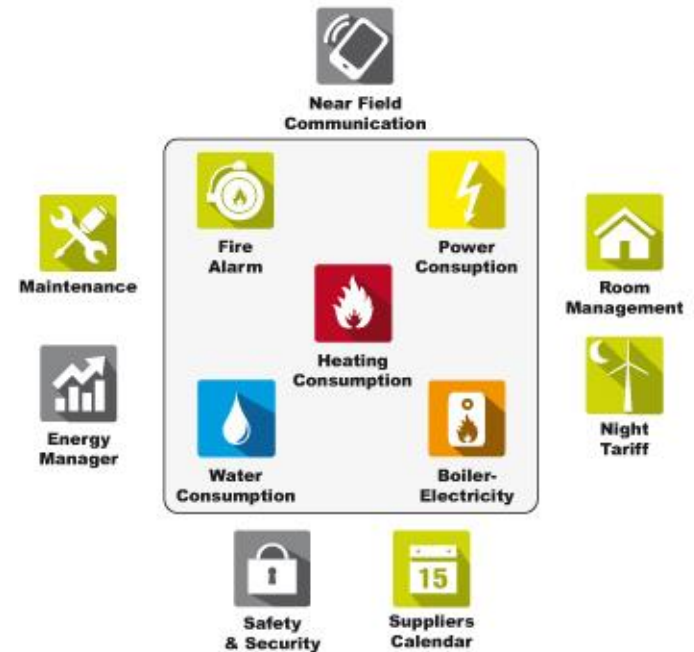 Near Field
Communication
Fire
Alarm
Power
Consuption
Maintenance
Room
Management
Heating
Consumption
Energy
Manager
Night
Tariff
Water
Consumption
Boiler-
Electricity
15
Safety
& Security
Suppliers
Calendar